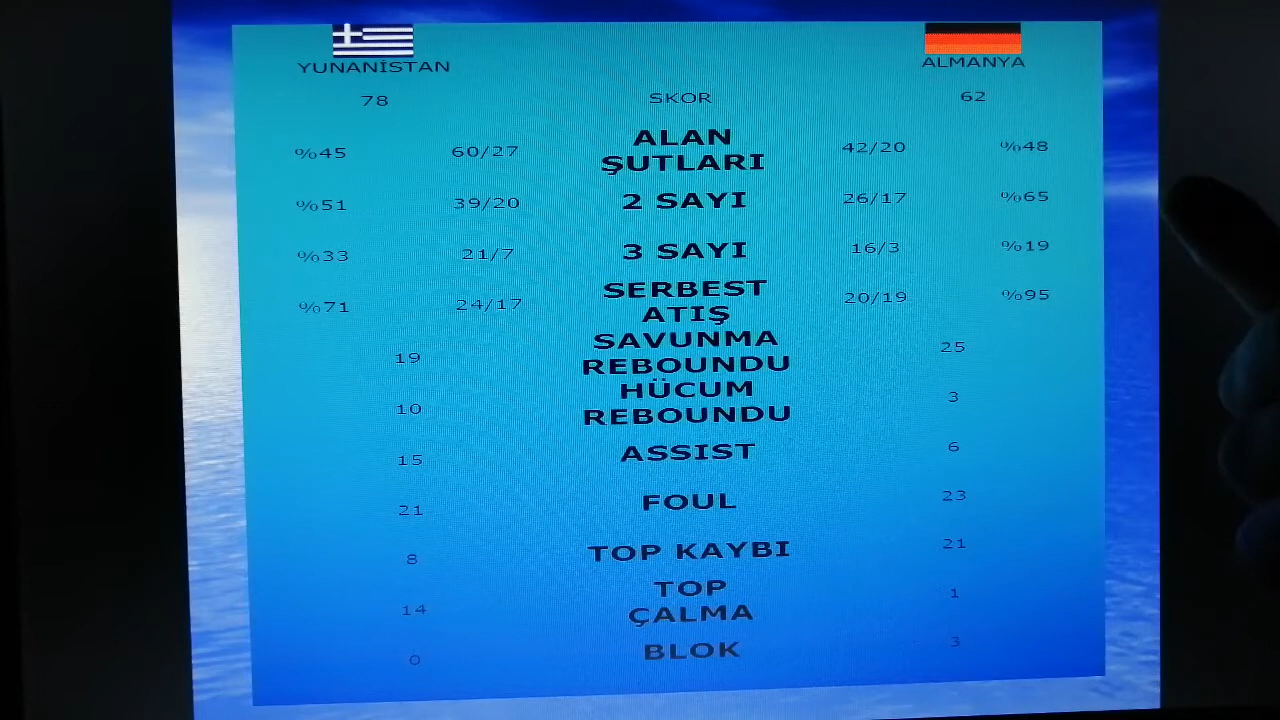 YUNANİSTAN ALMANYA
78 SKOR 62
%45 60/27 ALAN ŞUTLARI 42/20 %48
%51 39/20 2 SAYI 26/17 %65
%33 21/7 3 SAYI 16/3 %19
%71 24/17 SERBEST ATIŞ 20/19 %95
19 SAVUNMA REBOUNDU 25
10 HÜCUM REBOUNDU 3
15 ASSIST 6
21 FOUL 23
8 TOP KAYBI 21
14 TOP ÇALMA 1
0 BLOK 3